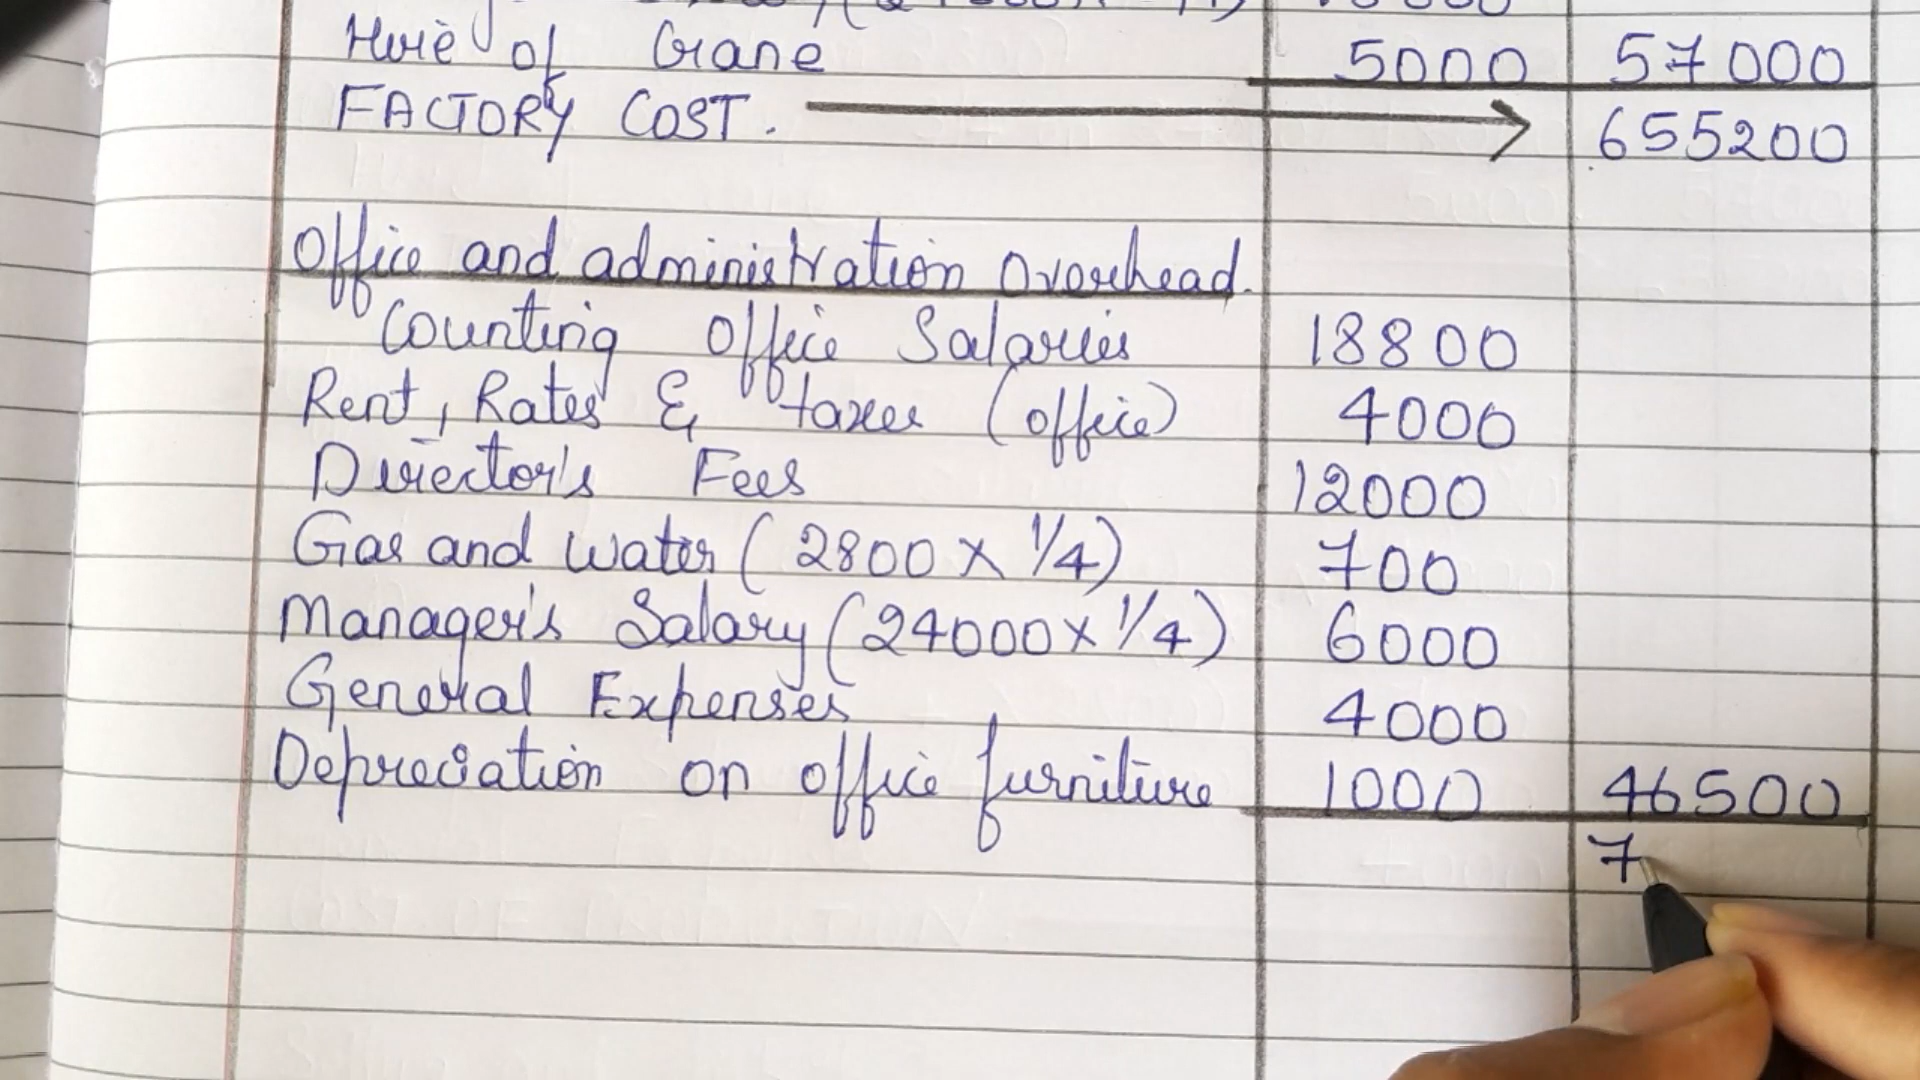 Hire of Crane 5000 57000
FACTORY COST. 655200
Office and administration Overhead.
Counting Office Salaries 18800
Rent, Rates & taxes (office) 4000
Director's Fees 12000
Gas and water (2800 x 1/4) 700
Manager's Salary (24000 x 1/4) 6000
General Expenses 4000
Depreciation on office furniture 1000 46500
7